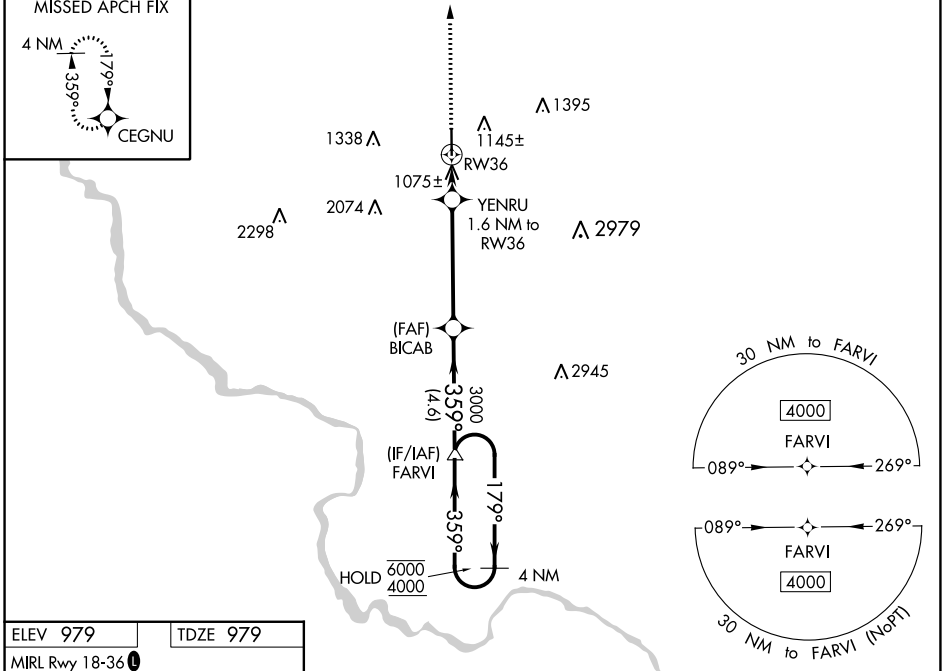 MISSED APCH FIX
4 NM
179°
359°
CEGNU
1395
1338
1145±
RW36
1075±
2074
YENRU
1.6 NM to
RW36
2298
2979
(FAF)
BICAB
2945
3000
359°
(4.6)
(IF/IAF)
FARVI
179°
359°
HOLD 6000
4000
4 NM
30 NM to FARVI
4000
FARVI
089°
269°
089°
269°
FARVI
4000
30 NM to FARVI (NoPT)
ELEV 979
TDZE 979
MIRL Rwy 18-36 L